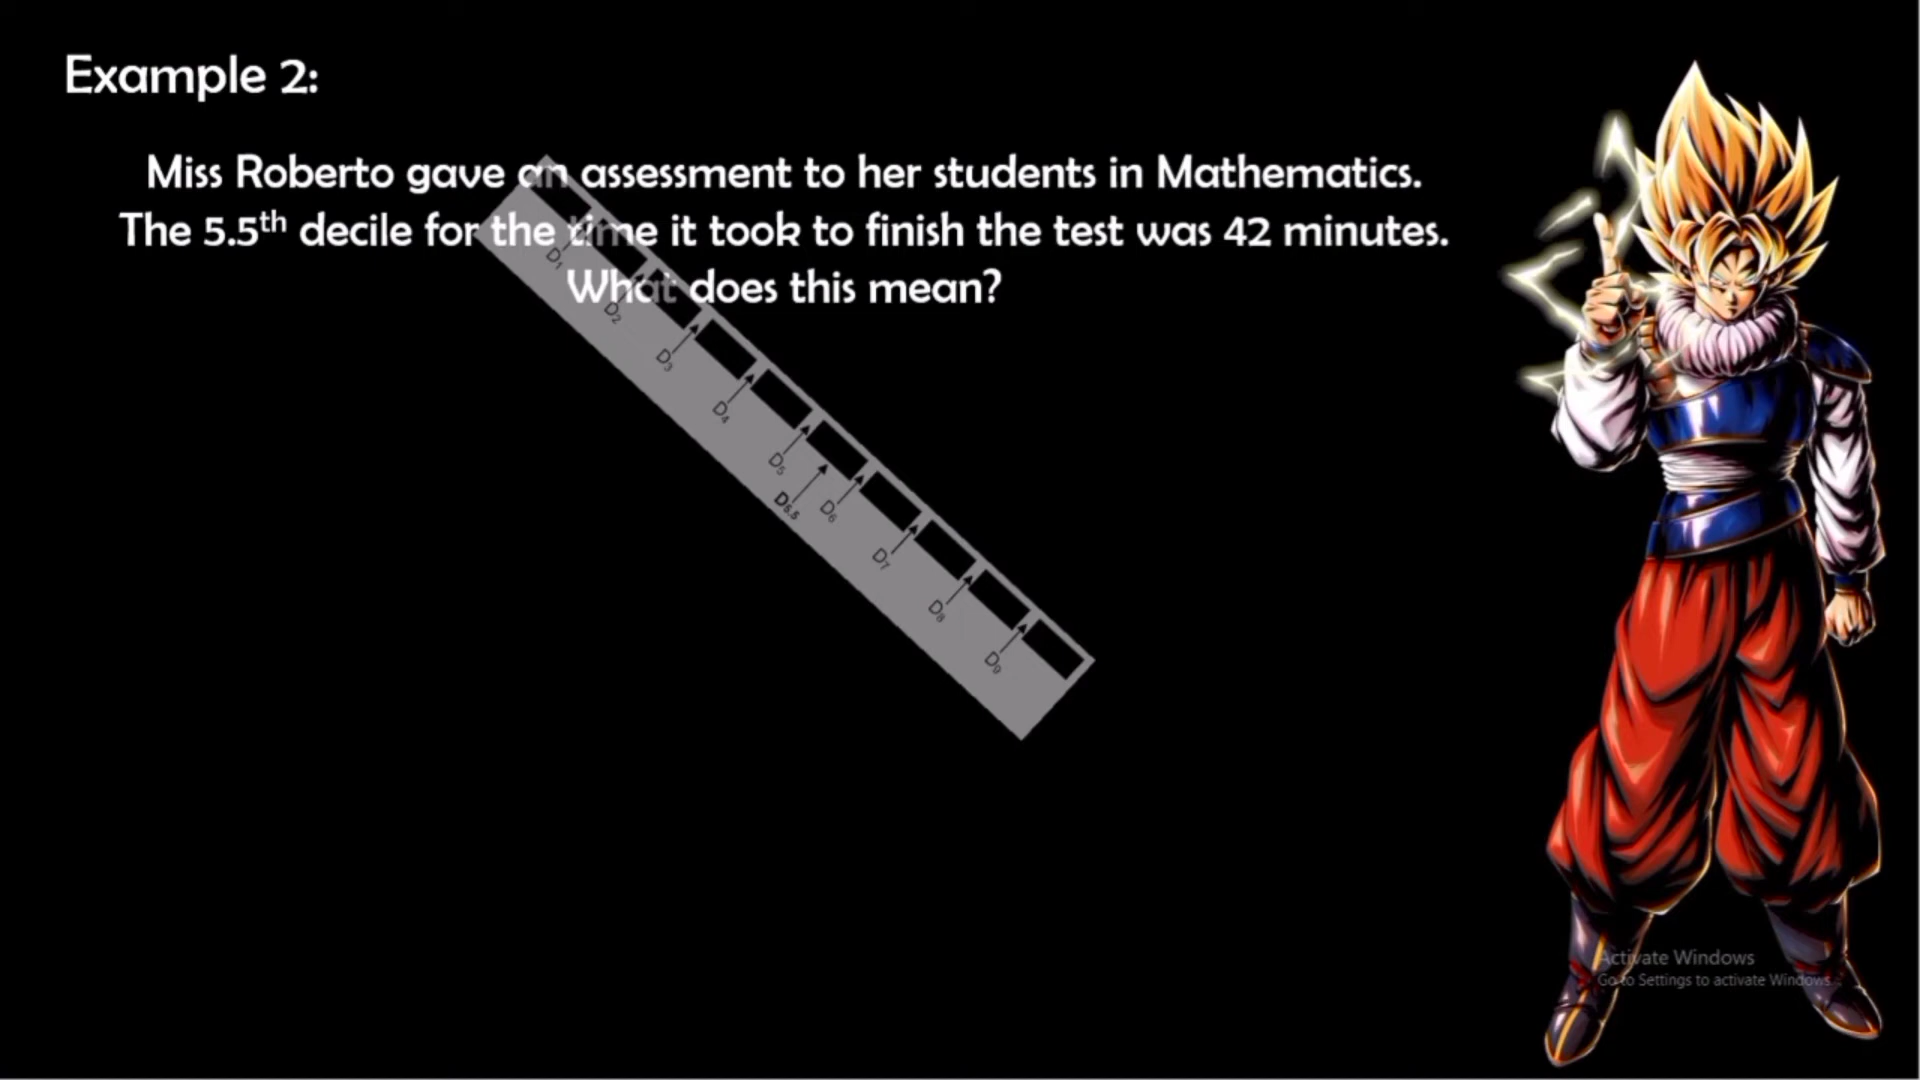 Example 2:
Miss Roberto gave an assessment to her students in Mathematics.
The 5.5th decile for the time it took to finish the test was 42 minutes.
What does this mean?
D1
D2
D3
D4
D5
D5.5
D6
D7
D8
D9
Activate Windows
Go to Settings to activate Windows.